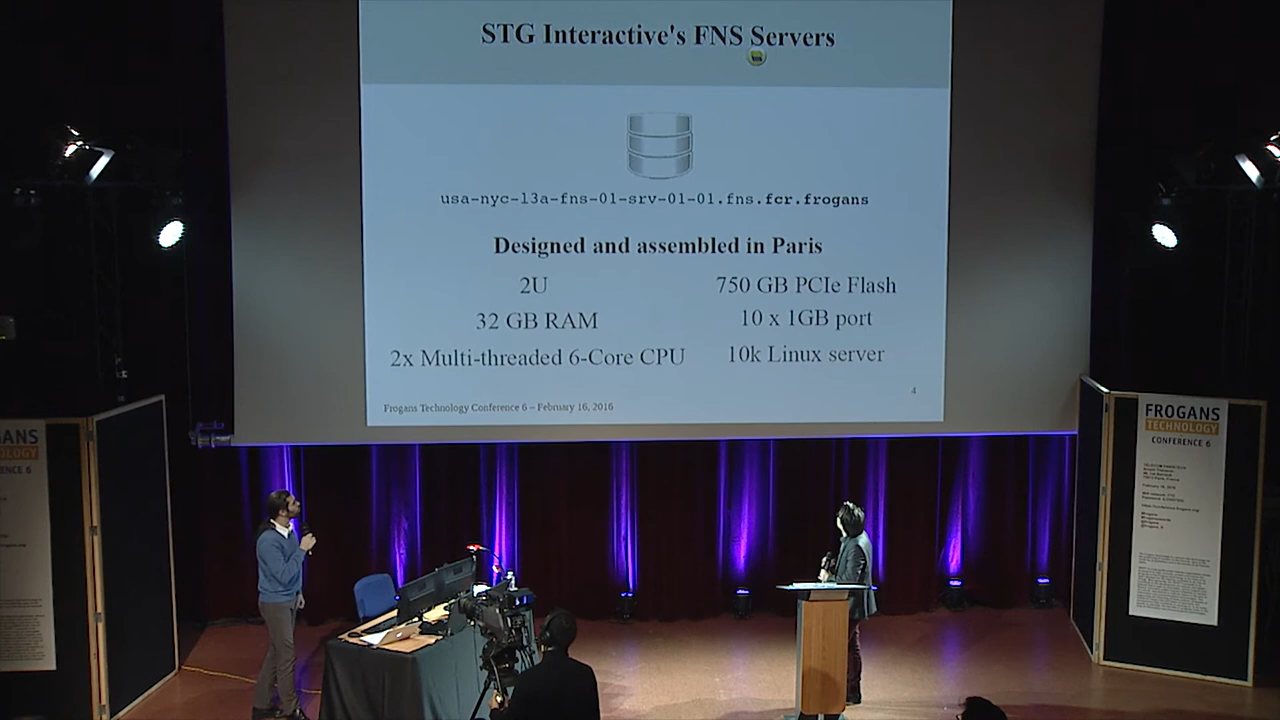 STG Interactive's FNS Servers
usa-nyc-l3a-fns-01-srv-01-01.fns.fcr.frogans
Designed and assembled in Paris
2U
750 GB PCIe Flash
32 GB RAM
10 x 1GB port
2x Multi-threaded 6-Core CPU
10k Linux server
4
Frogans Technology Conference 6 – February 16, 2016
FROGANS
TECHNOLOGY
CONFERENCE 6